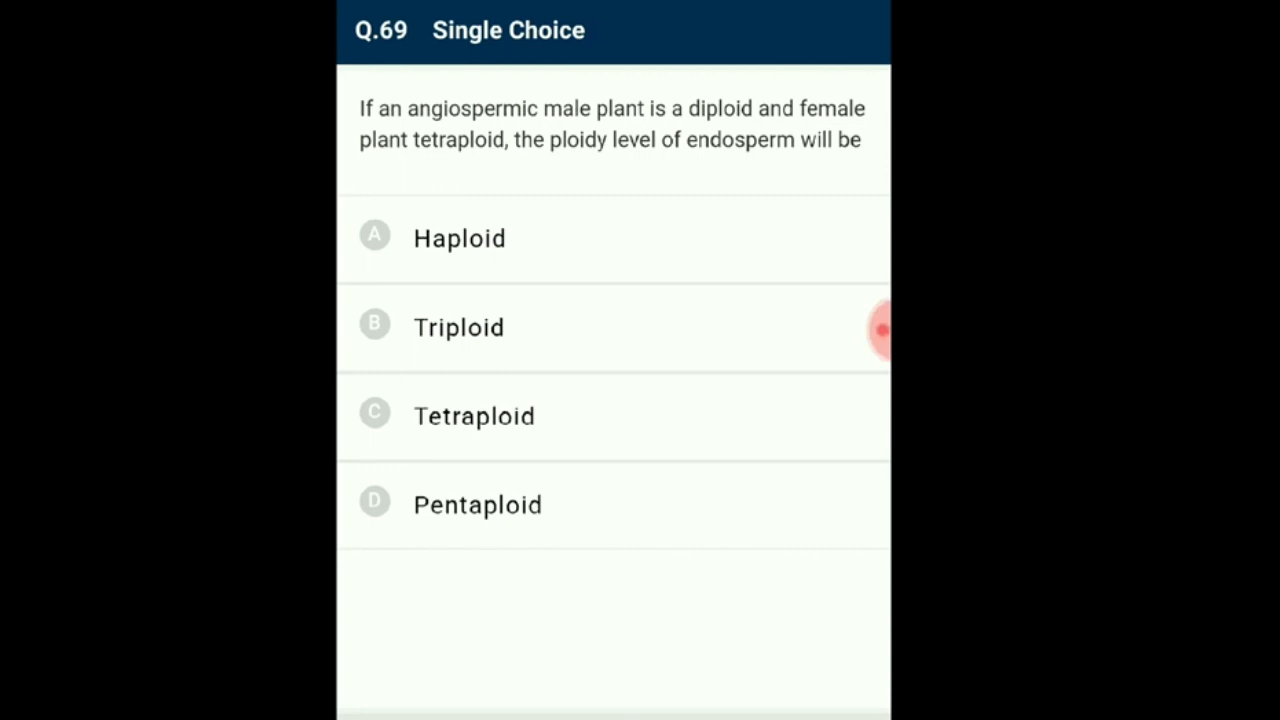 Q.69 Single Choice
If an angiospermic male plant is a diploid and female
plant tetraploid, the ploidy level of endosperm will be
A Haploid
B Triploid
C Tetraploid
D Pentaploid